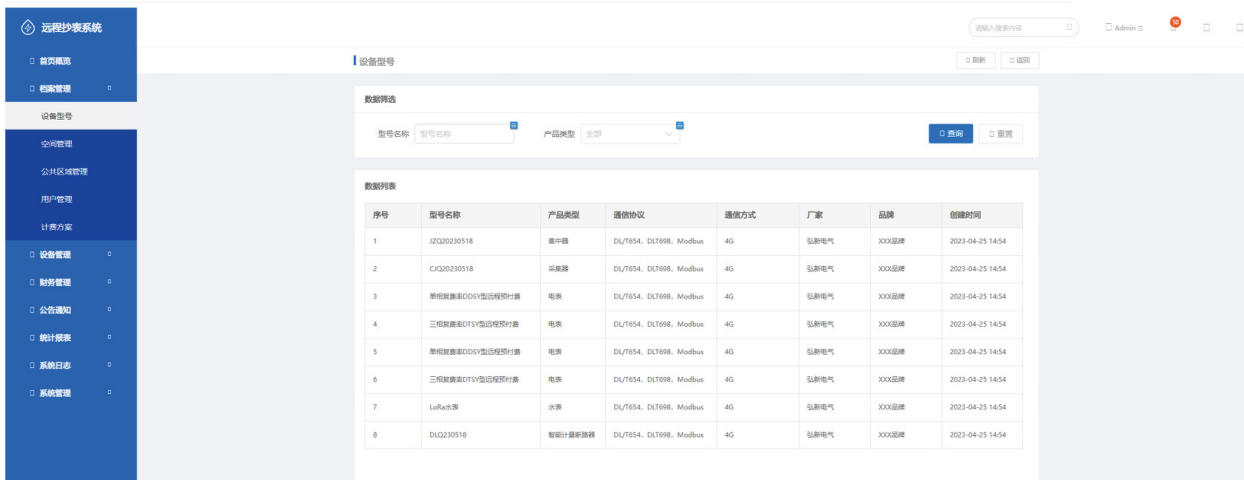 远程抄表系统
请输入搜索内容
Admin
50
首页概览
档案管理
设备型号
空间管理
公共区域管理
用户管理
计费方案
设备管理
财务管理
公告通知
统计报表
系统日志
系统管理
设备型号
刷新 返回
数据筛选
型号名称 型号名称 产品类型 全部 查询 重置
数据列表
序号 型号名称 产品类型 通信协议 通信方式 厂家 品牌 创建时间
1 JZQ20230518 集中器 DL/T654、DLT698、Modbus 4G 弘新电气 XXX品牌 2023-04-25 14:54
2 CJQ20230518 采集器 DL/T654、DLT698、Modbus 4G 弘新电气 XXX品牌 2023-04-25 14:54
3 单相复费率DDSY型远程预付费 电表 DL/T654、DLT698、Modbus 4G 弘新电气 XXX品牌 2023-04-25 14:54
4 三相复费率DTSY型远程预付费 电表 DL/T654、DLT698、Modbus 4G 弘新电气 XXX品牌 2023-04-25 14:54
5 单相复费率DDSY型远程预付费 电表 DL/T654、DLT698、Modbus 4G 弘新电气 XXX品牌 2023-04-25 14:54
6 三相复费率DTSY型远程预付费 电表 DL/T654、DLT698、Modbus 4G 弘新电气 XXX品牌 2023-04-25 14:54
7 LoRa水表 水表 DL/T654、DLT698、Modbus 4G 弘新电气 XXX品牌 2023-04-25 14:54
8 DLQ230518 智能计量断路器 DL/T654、DLT698、Modbus 4G 弘新电气 XXX品牌 2023-04-25 14:54